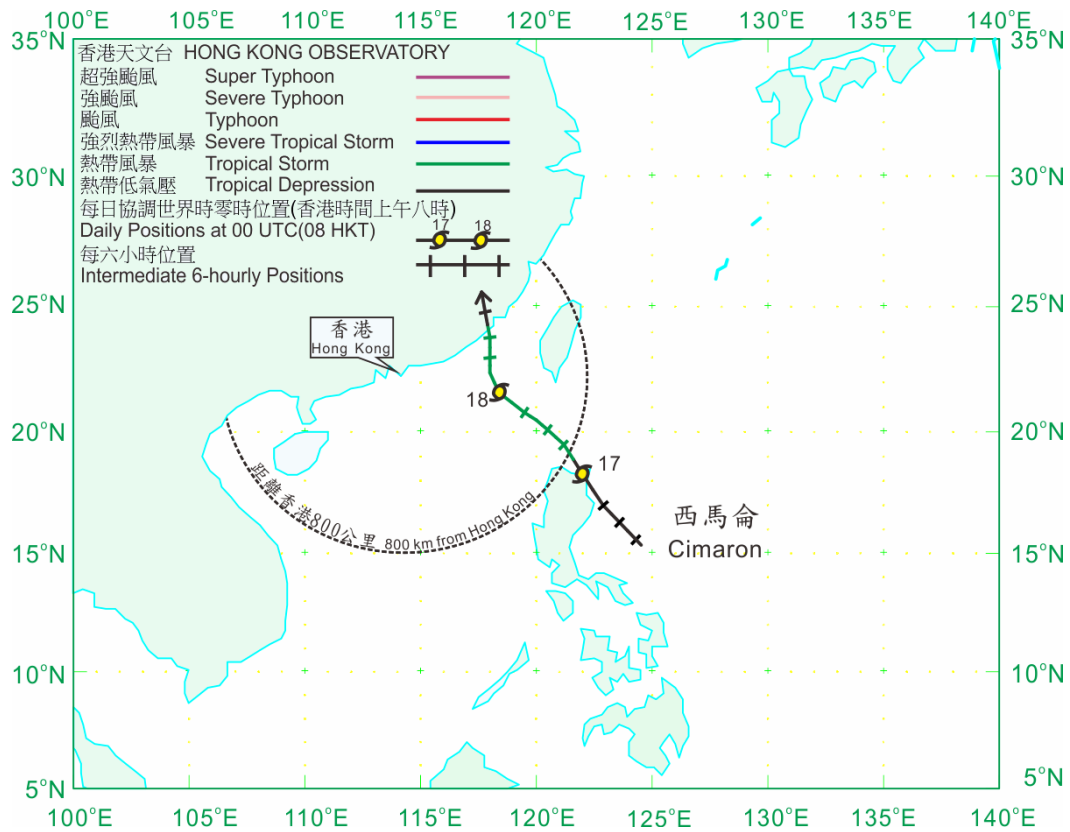 100°E 105°E 110°E 115°E 120°E 125°E 130°E 135°E 140°E
35°N 35°N
香港天文台 HONG KONG OBSERVATORY
超強颱風 Super Typhoon
強颱風 Severe Typhoon
颱風 Typhoon
強烈熱帶風暴 Severe Tropical Storm
熱帶風暴 Tropical Storm
熱帶低氣壓 Tropical Depression
每日協調世界時零時位置(香港時間上午八時)
17 18
Daily Positions at 00 UTC(08 HKT)
每六小時位置
Intermediate 6-hourly Positions
30°N 30°N
25°N 25°N
香港
Hong Kong
18
20°N 20°N
17
距離香港800公里 800 km from Hong Kong
西馬侖
Cimaron
15°N 15°N
10°N 10°N
5°N 5°N
100°E 105°E 110°E 115°E 120°E 125°E 130°E 135°E 140°E